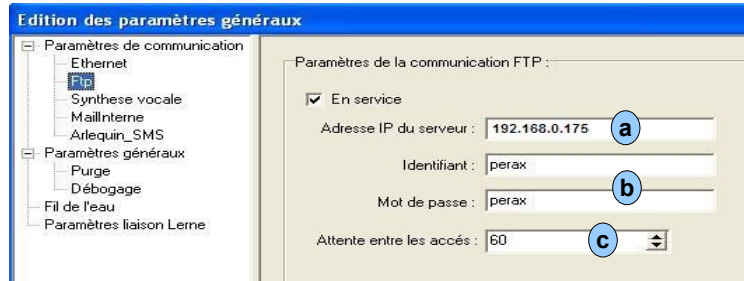 Edition des paramètres généraux
Paramètres de communication
Ethernet
Ftp
Synthese vocale
MailInterne
Arlequin_SMS
Paramètres généraux
Purge
Débogage
Fil de l'eau
Paramètres liaison Lerne
Paramètres de la communication FTP :
En service
Adresse IP du serveur : 192.168.0.175 a
Identifiant : perax
b
Mot de passe : perax
Attente entre les accés : 60 c